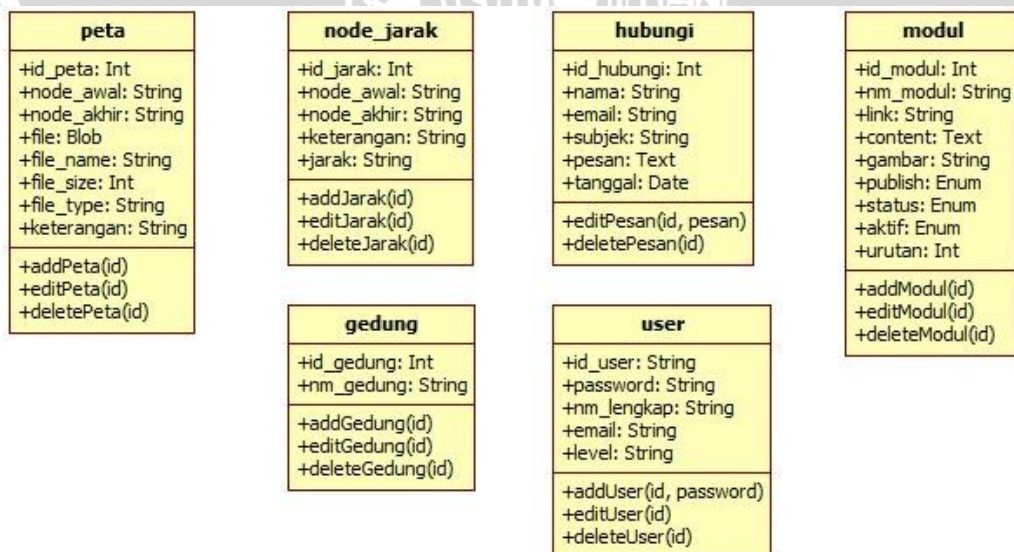 peta
+id_peta: Int
+node_awal: String
+node_akhir: String
+file: Blob
+file_name: String
+file_size: Int
+file_type: String
+keterangan: String
+addPeta(id)
+editPeta(id)
+deletePeta(id)
node_jarak
+id_jarak: Int
+node_awal: String
+node_akhir: String
+keterangan: String
+jarak: String
+addJarak(id)
+editJarak(id)
+deleteJarak(id)
hubungi
+id_hubungi: Int
+nama: String
+email: String
+subjek: String
+pesan: Text
+tanggal: Date
+editPesan(id, pesan)
+deletePesan(id)
modul
+id_modul: Int
+nm_modul: String
+link: String
+content: Text
+gambar: String
+publish: Enum
+status: Enum
+aktif: Enum
+urutan: Int
+addModul(id)
+editModul(id)
+deleteModul(id)
gedung
+id_gedung: Int
+nm_gedung: String
+addGedung(id)
+editGedung(id)
+deleteGedung(id)
user
+id_user: String
+password: String
+nm_lengkap: String
+email: String
+level: String
+addUser(id, password)
+editUser(id)
+deleteUser(id)